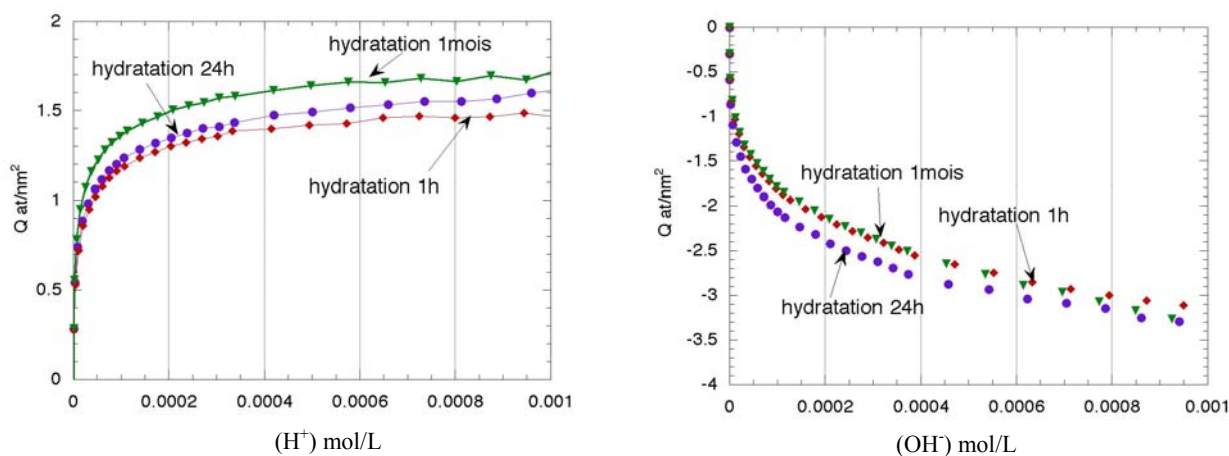 2
1.5
1
0.5
0
Q at/nm²
hydratation 1mois
hydratation 24h
hydratation 1h
0 0.0002 0.0004 0.0006 0.0008 0.001
(H⁺) mol/L
0
-0.5
-1
-1.5
-2
-2.5
-3
-3.5
-4
Q at/nm²
hydratation 1mois
hydratation 1h
hydratation 24h
0 0.0002 0.0004 0.0006 0.0008 0.001
(OH⁻) mol/L